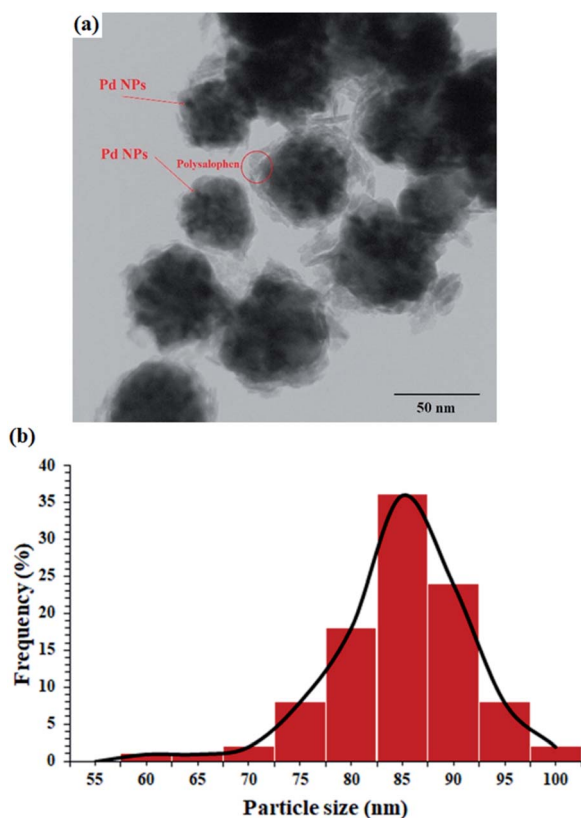 (a)
Pd NPs
Pd NPs
Polysalophen
50 nm
(b)
40
35
30
25
20
15
10
5
0
Frequency (%)
55 60 65 70 75 80 85 90 95 100
Particle size (nm)